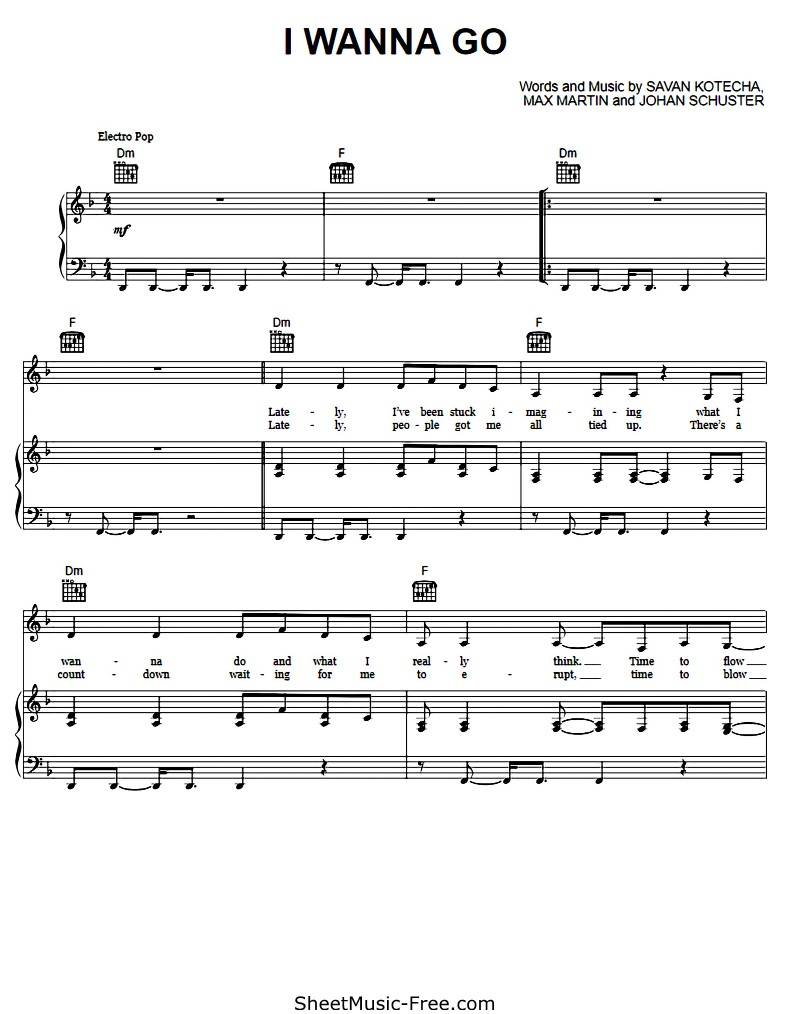 I WANNA GO
Words and Music by SAVAN KOTECHA,
MAX MARTIN and JOHAN SCHUSTER
Electro Pop
Dm F Dm
mf
F Dm F
Late - ly, I've been stuck i - mag - in - ing what I
Late - ly, peo - ple got me all tied up. There's a
Dm F
wan - na do and what I real - ly think. Time to flow
count - down wait - ing for me to e - rupt, time to blow
SheetMusic-Free.com